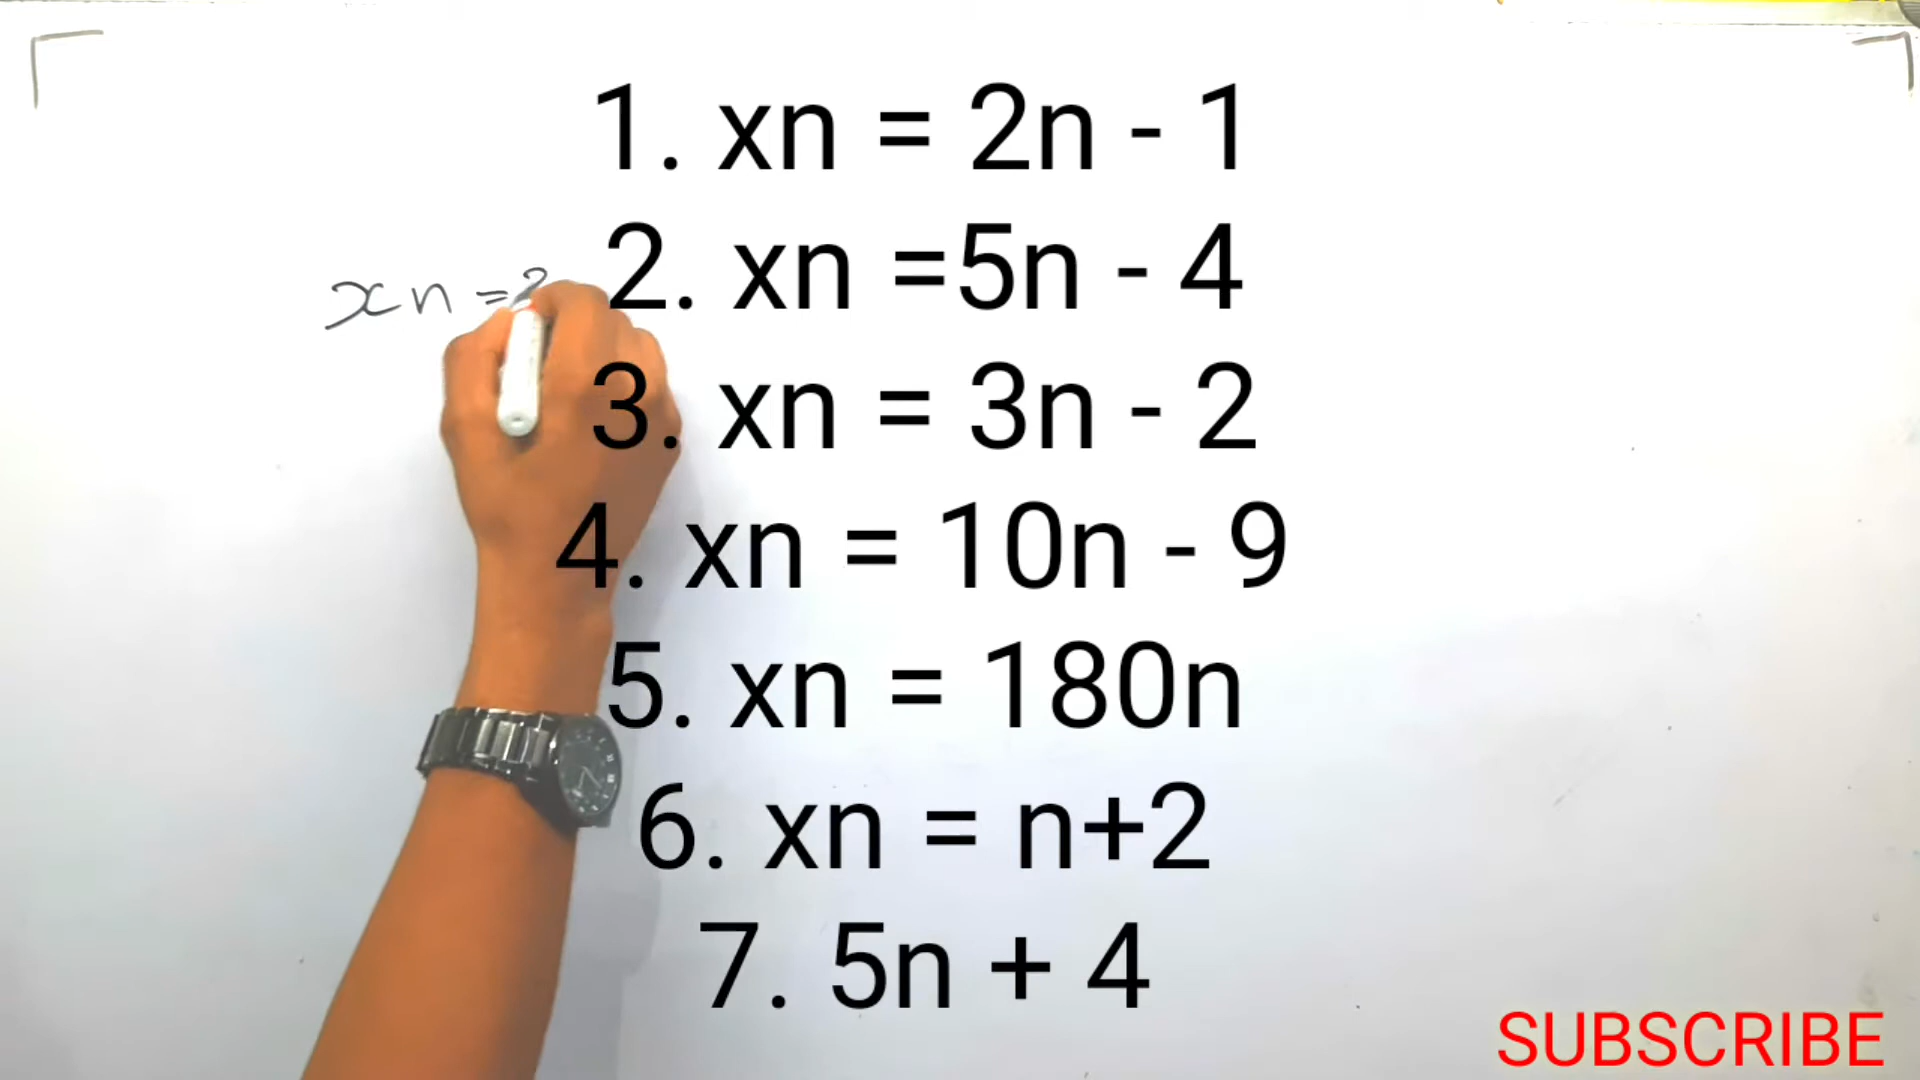 1. xn = 2n - 1
2. xn =5n - 4
xn =
3. xn = 3n - 2
4. xn = 10n - 9
5. xn = 180n
6. xn = n+2
7. 5n + 4
SUBSCRIBE